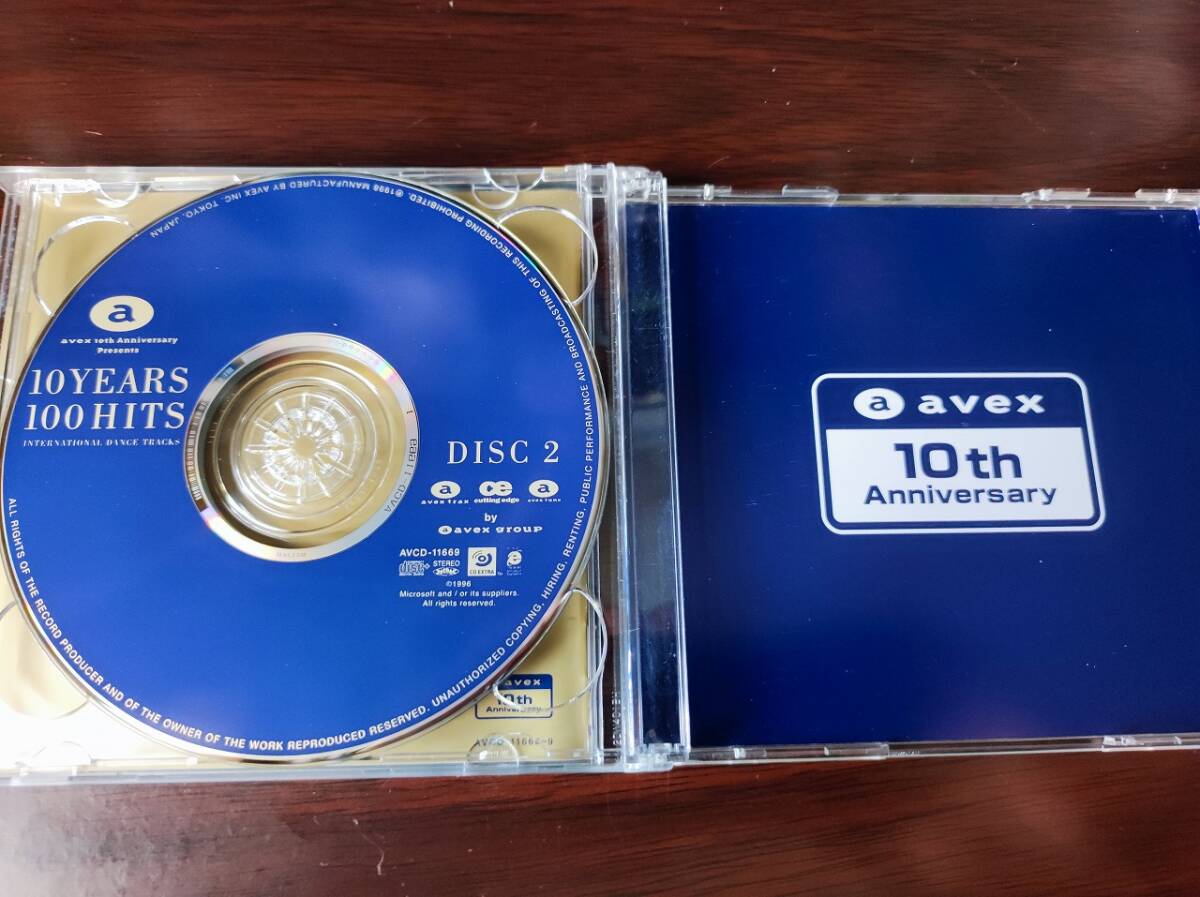 a
avex 10th Anniversary
Presents
10 YEARS
100 HITS
INTERNATIONAL DANCE TRACKS
DISC 2
a
avex trax
ce
cutting edge
a
avex tune
by
a avex group
AVCD-11669
STEREO
CD EXTRA
©1996
Microsoft and / or its suppliers.
All rights reserved.
ALL RIGHTS OF THE RECORD PRODUCER AND OF THE OWNER OF THE WORK REPRODUCED RESERVED. UNAUTHORIZED COPYING, HIRING, RENTING, PUBLIC PERFORMANCE AND BROADCASTING OF THIS RECORDING PROHIBITED. ℗1998 MANUFACTURED BY AVEX INC. TOKYO, JAPAN
avex
10th
Anniversary
a avex
10th
Anniversary